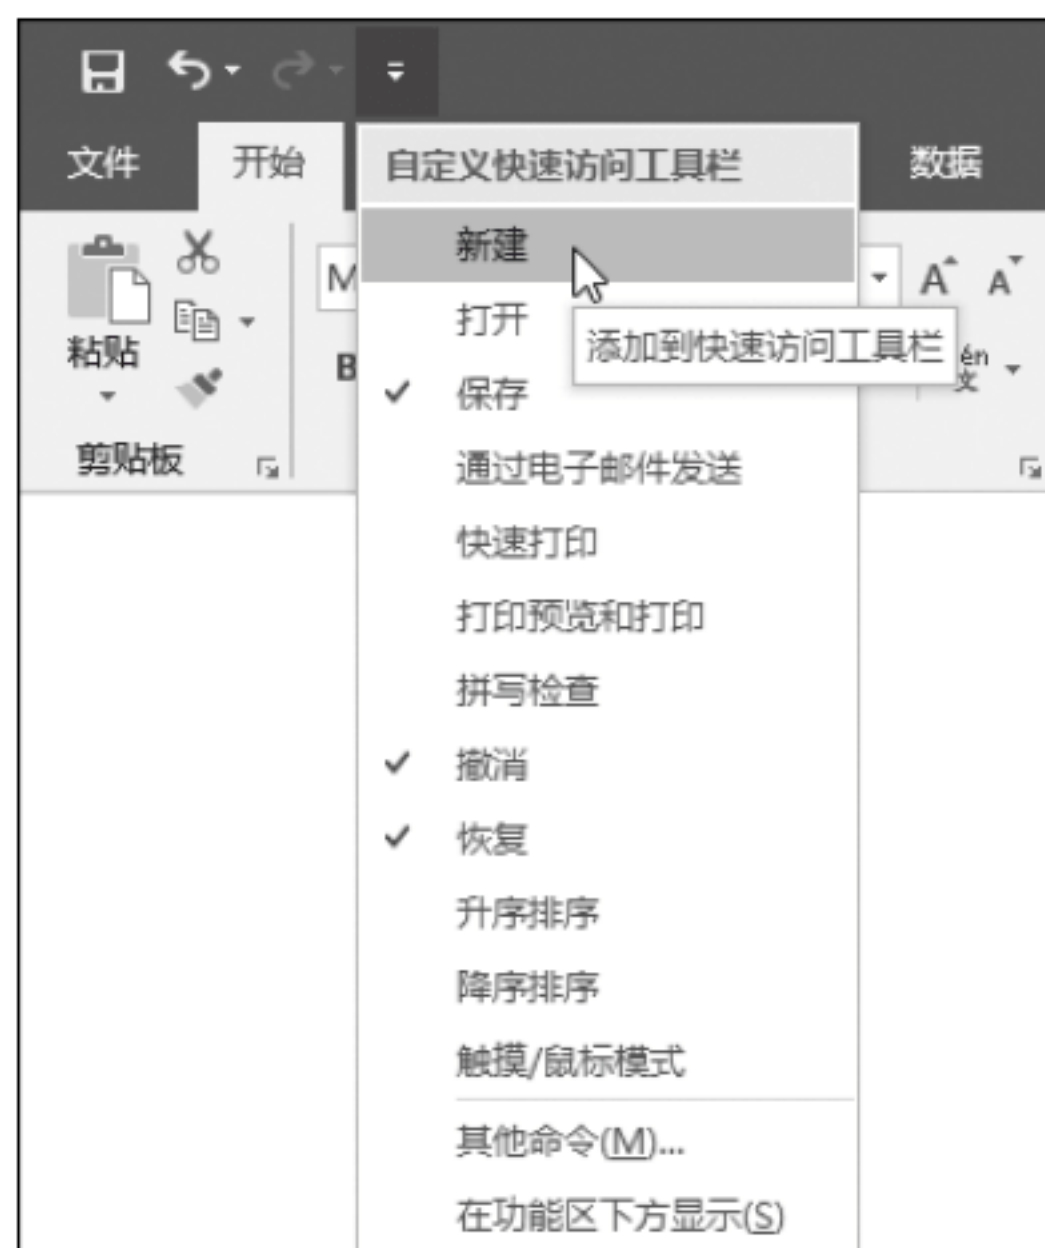 文件
开始
自定义快速访问工具栏
数据
新建
添加到快速访问工具栏
打开
保存
通过电子邮件发送
快速打印
打印预览和打印
拼写检查
撤消
恢复
升序排序
降序排序
触摸/鼠标模式
其他命令(M)...
在功能区下方显示(S)
粘贴
剪贴板
M
B
A
A
én
文